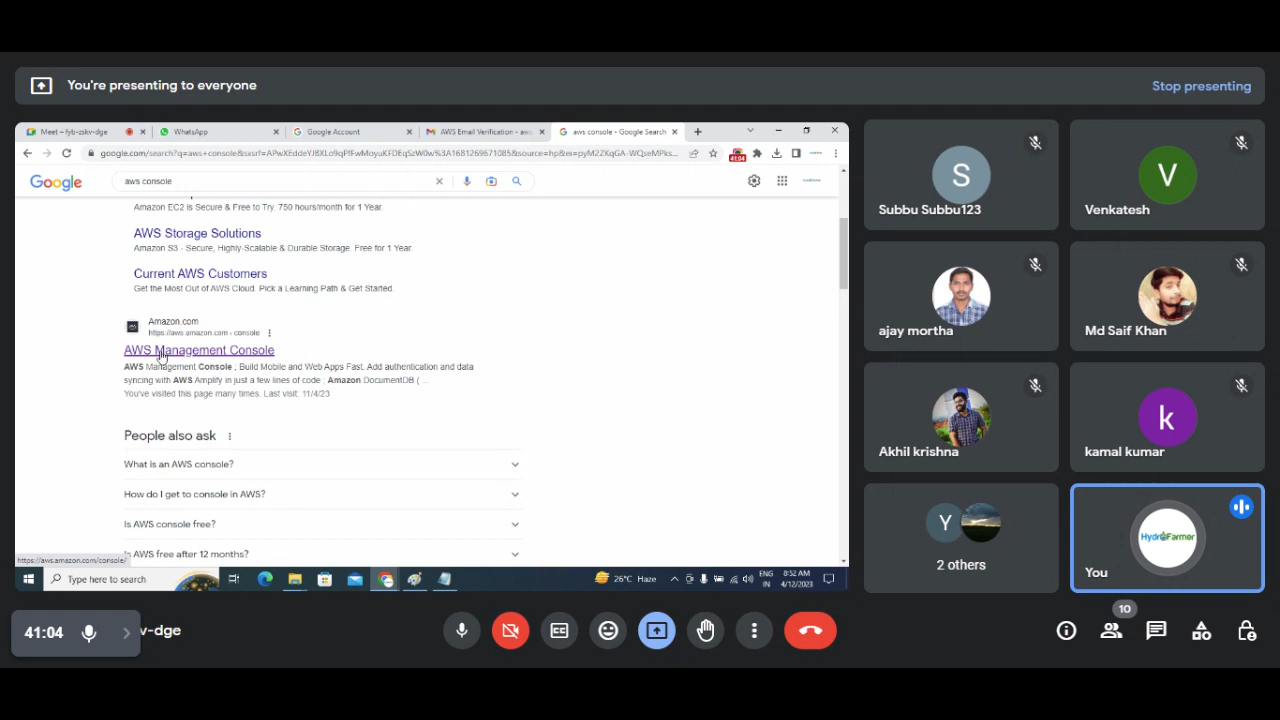 You're presenting to everyone
Stop presenting
Meet – fyb-zskv-dge
WhatsApp
Google Account
AWS Email Verification - aws
aws console - Google Search
41:04
Google
aws console
Amazon EC2 is Secure & Free to Try. 750 hours/month for 1 Year.
AWS Storage Solutions
Amazon S3 - Secure, Highly-Scalable & Durable Storage. Free for 1 Year.
Current AWS Customers
Get the Most Out of AWS Cloud. Pick a Learning Path & Get Started.
Amazon.com
https://aws.amazon.com › console
AWS Management Console
AWS Management Console ; Build Mobile and Web Apps Fast. Add authentication and data
syncing with AWS Amplify in just a few lines of code ; Amazon DocumentDB ( ...
You've visited this page many times. Last visit: 11/4/23
People also ask
What is an AWS console?
How do I get to console in AWS?
Is AWS console free?
Is AWS free after 12 months?
https://aws.amazon.com/console/
Type here to search
26°C Haze
ENG
IN
8:52 AM
4/12/2023
S
Subbu Subbu123
V
Venkatesh
ajay mortha
Md Saif Khan
Akhil krishna
k
kamal kumar
Y
2 others
HydroFarmer
You
41:04
v-dge
10